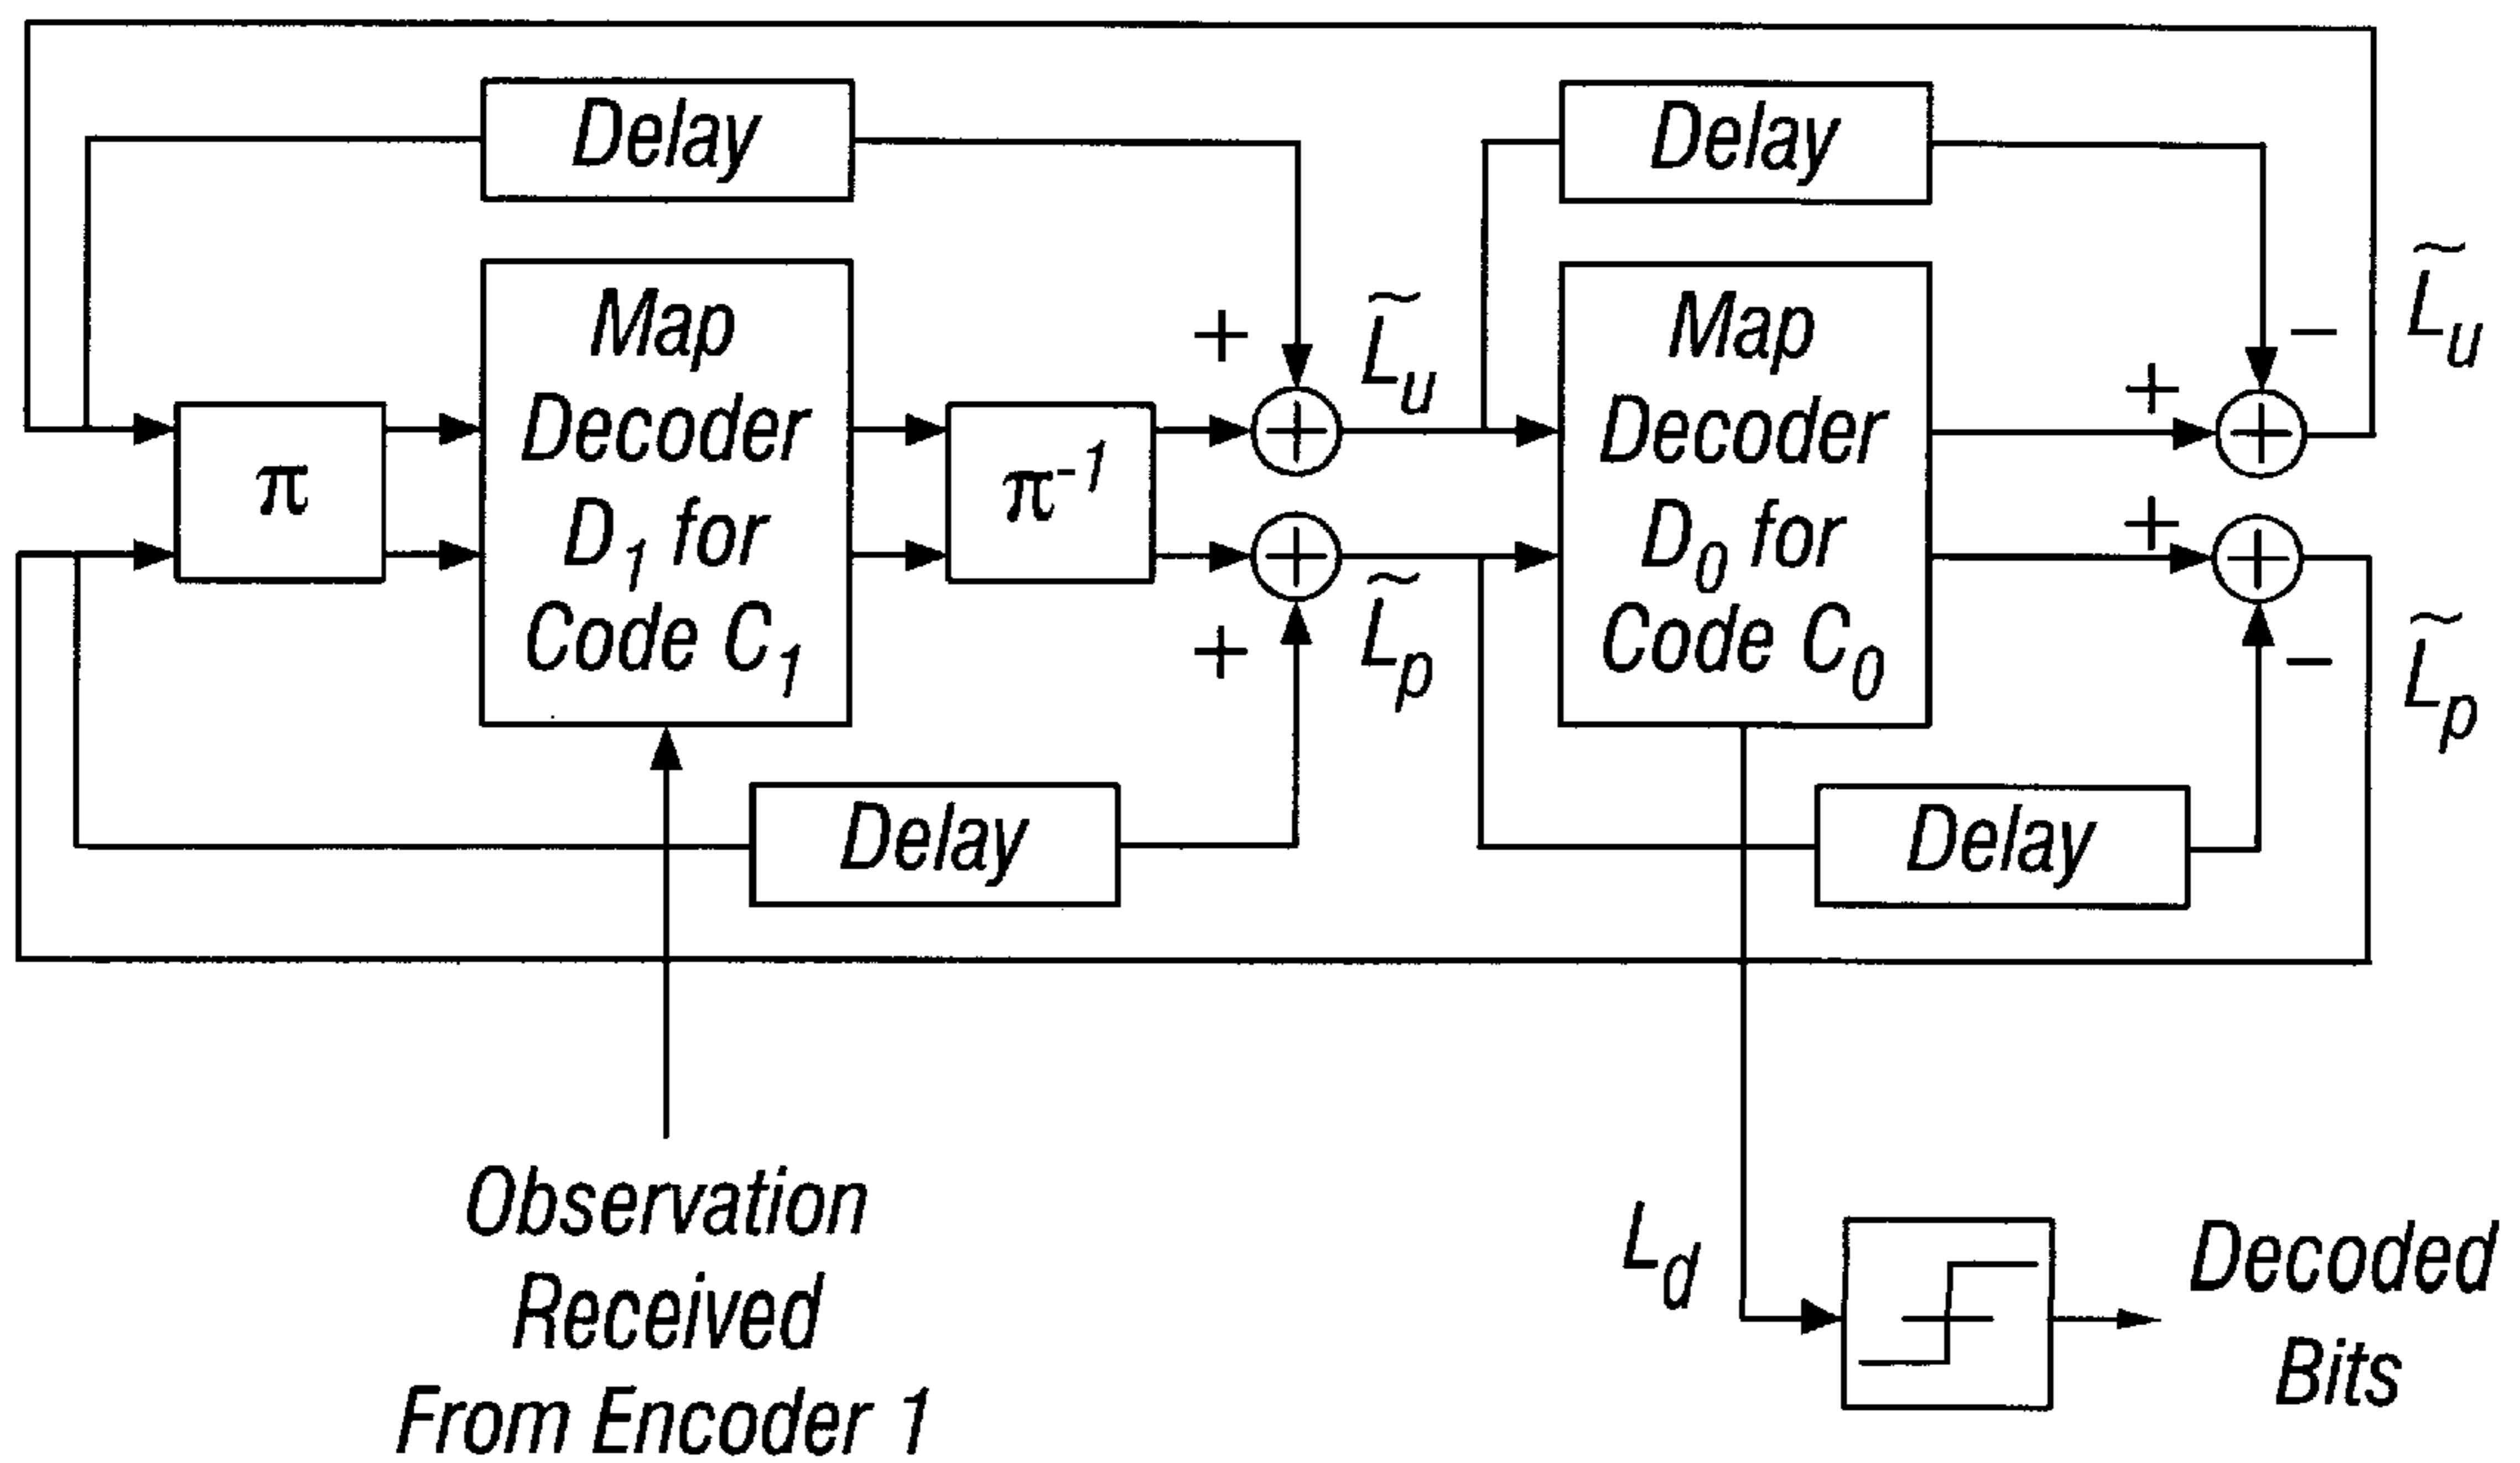 Delay
Delay
Map
Decoder
D₁ for
Code C₁
Map
Decoder
D₀ for
Code C₀
π
π⁻¹
+
+
+
+
+
+
+
+
−
−
L̃ᵤ
L̃ₚ
L̃ᵤ
L̃ₚ
Delay
Delay
Observation
Received
From Encoder 1
L_d
Decoded
Bits